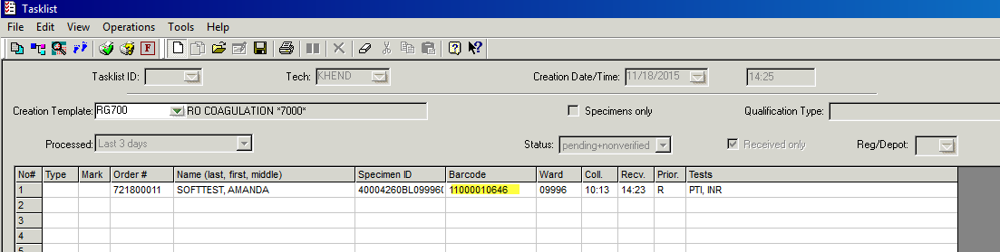 Tasklist
File Edit View Operations Tools Help
F
Tasklist ID: Tech: KHEND Creation Date/Time: 11/18/2015 14:25
Creation Template: RG700 RO COAGULATION *7000* Specimens only Qualification Type:
Processed: Last 3 days Status: pending+nonverified Received only Reg/Depot:
No# Type Mark Order # Name (last, first, middle) Specimen ID Barcode Ward Coll. Recv. Prior. Tests
1 721800011 SOFTTEST, AMANDA 40004260BL099960 11000010646 09996 10:13 14:23 R PTI, INR
2
3
4
5